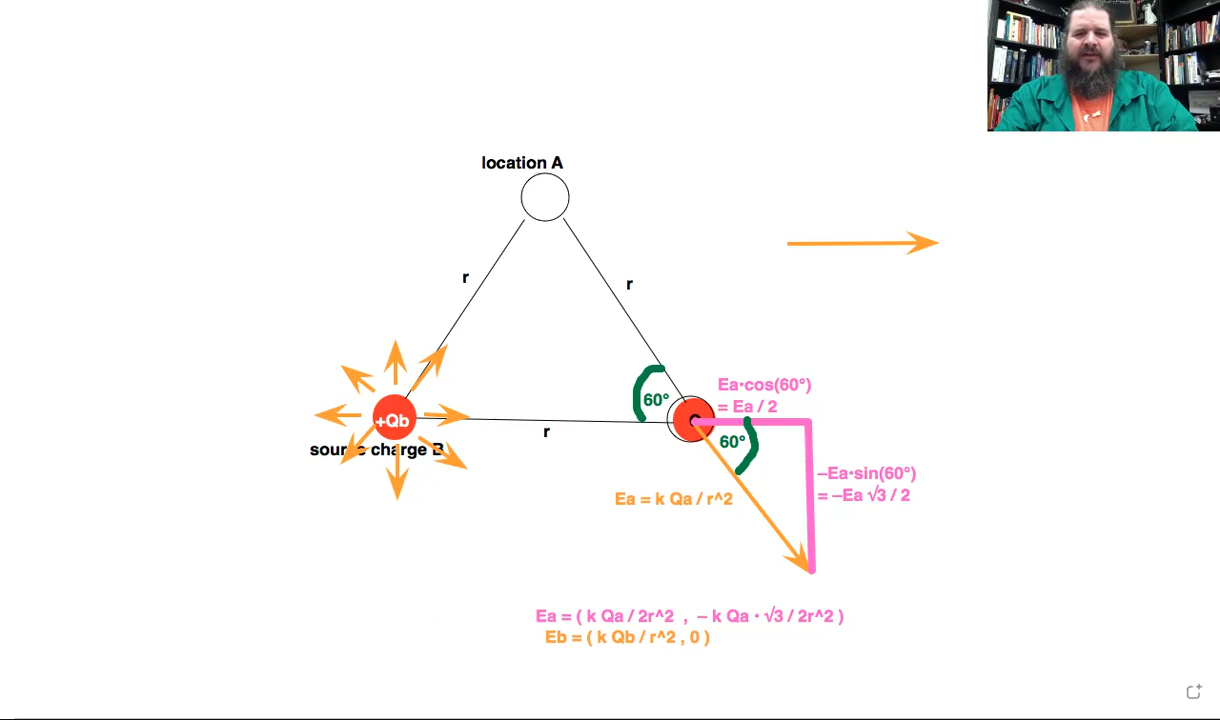 location A
r
r
Ea•cos(60°)
= Ea / 2
60°
+Qb
r
60°
source charge B
–Ea•sin(60°)
= –Ea √3 / 2
Ea = k Qa / r^2
Ea = ( k Qa / 2r^2 , – k Qa • √3 / 2r^2 )
Eb = ( k Qb / r^2 , 0 )